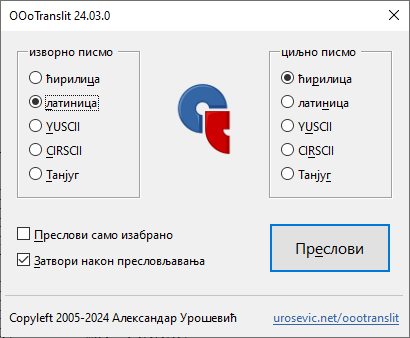 OOoTranslit 24.03.0
изворно писмо
циљно писмо
ћирилица
ћирилица
латиница
латиница
YUSCII
YUSCII
CIRSCII
CIRSCII
Танјуг
Танјуг
Преслови само изабрано
Затвори након пресловљавања
Преслови
Copyleft 2005-2024 Александар Урошевић
urosevic.net/oootranslit